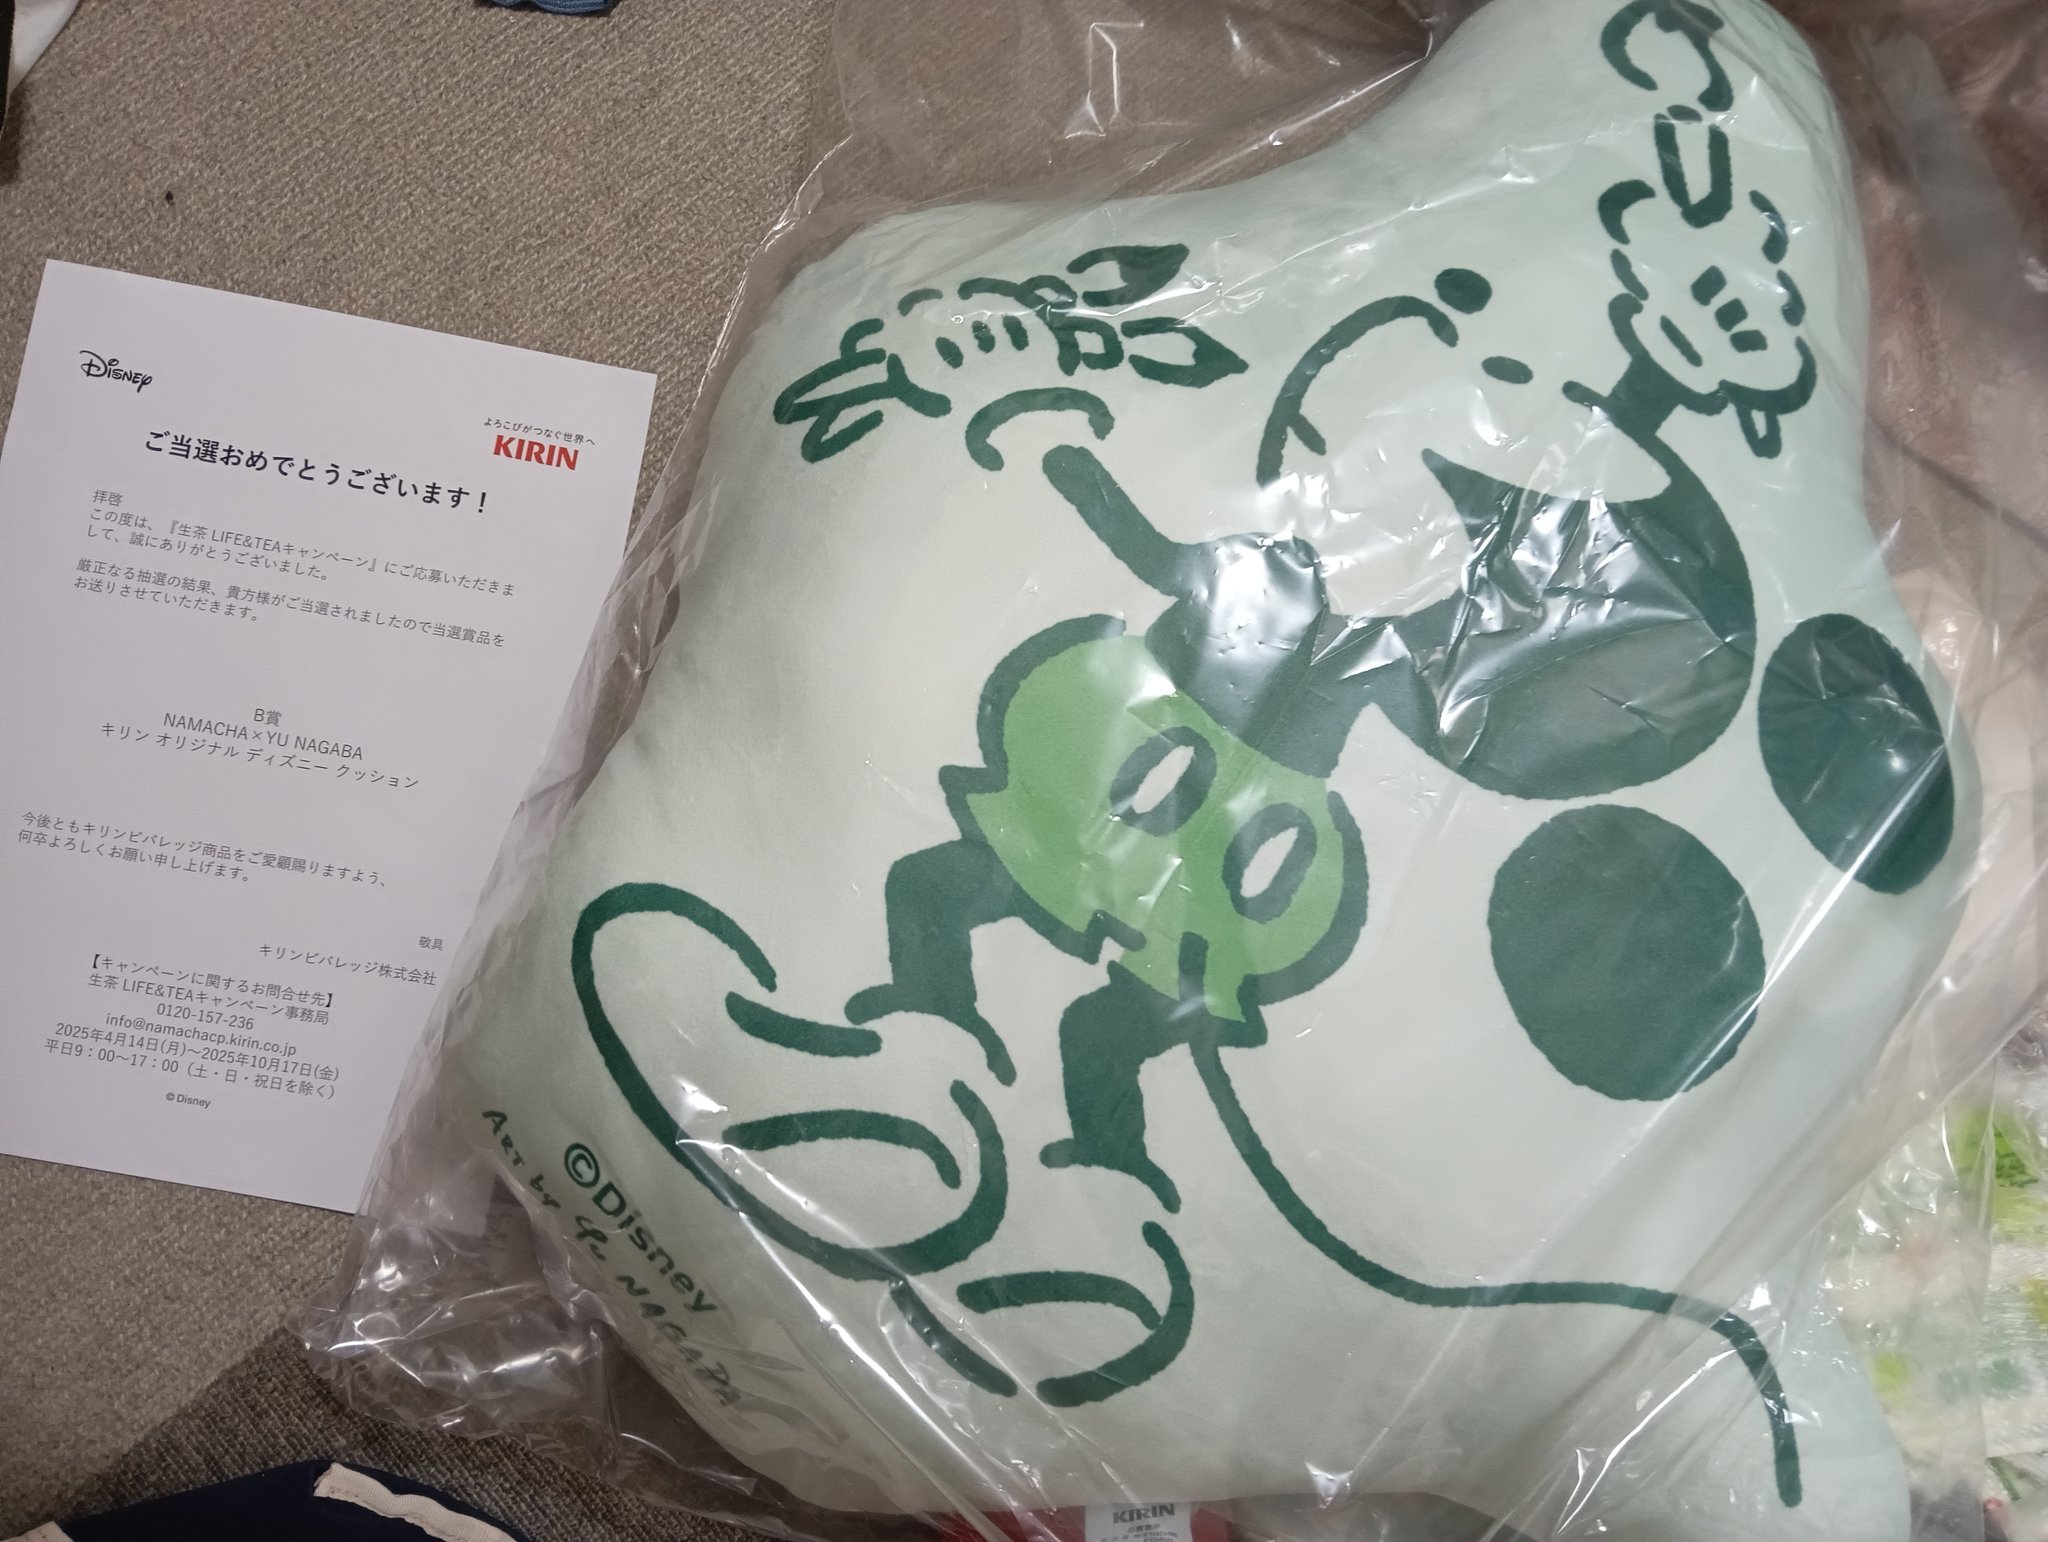 Disney
よろこびがつなぐ世界へ
KIRIN
ご当選おめでとうございます！
拝啓
この度は、『生茶 LIFE&TEAキャンペーン』にご応募いただきま
して、誠にありがとうございました。
厳正なる抽選の結果、貴方様がご当選されましたので当選賞品を
お送りさせていただきます。
B賞
NAMACHA×YU NAGABA
キリン オリジナル ディズニー クッション
今後ともキリンビバレッジ商品をご愛顧賜りますよう、
何卒よろしくお願い申し上げます。
敬具
キリンビバレッジ株式会社
【キャンペーンに関するお問合せ先】
生茶 LIFE&TEAキャンペーン事務局
0120-157-236
info@namachacp.kirin.co.jp
2025年4月14日(月)～2025年10月17日(金)
平日9：00～17：00（土・日・祝日を除く）
©Disney
©Disney
ART by Yu NAGABA
KIRIN